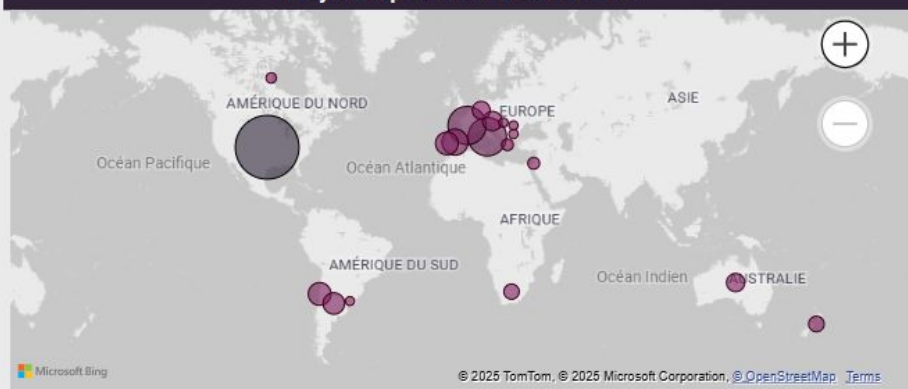 AMÉRIQUE DU NORD
EUROPE
ASIE
Océan Pacifique
Océan Atlantique
AFRIQUE
AMÉRIQUE DU SUD
Océan Indien
AUSTRALIE
Microsoft Bing
© 2025 TomTom, © 2025 Microsoft Corporation, © OpenStreetMap Terms